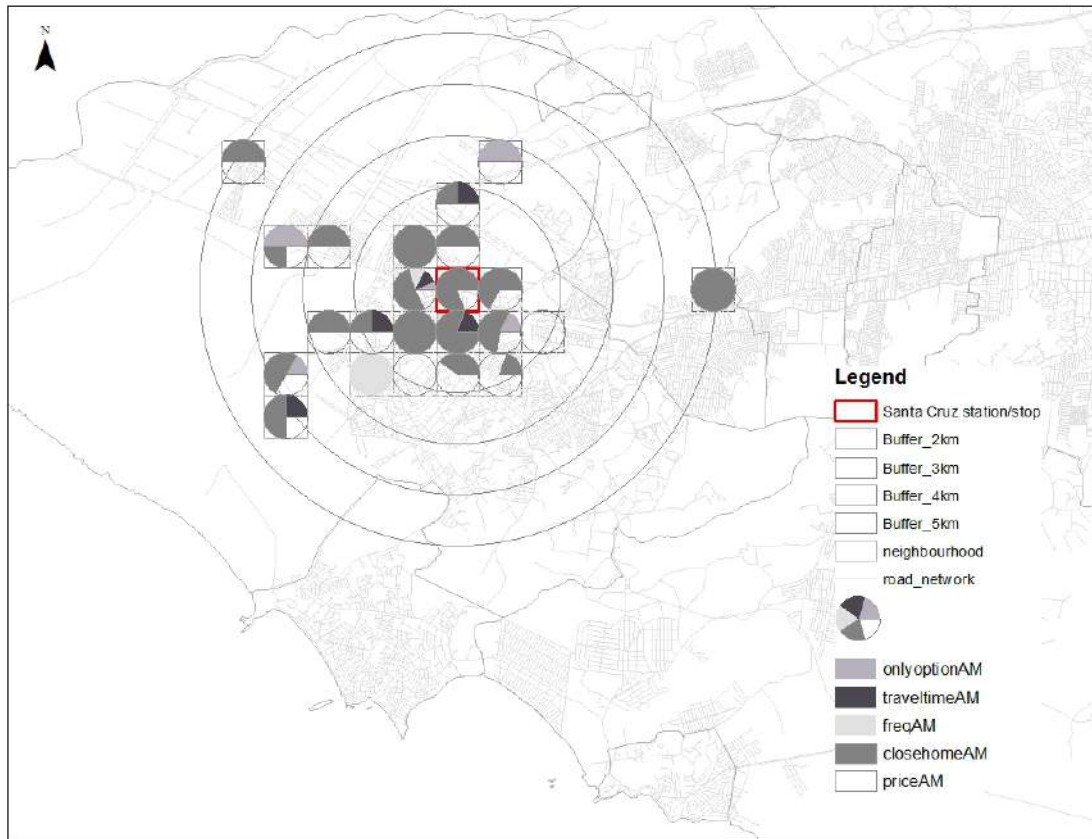 N
Legend
Santa Cruz station/stop
Buffer_2km
Buffer_3km
Buffer_4km
Buffer_5km
neighbourhood
road_network
onlyoptionAM
traveltimeAM
freqAM
closehomeAM
priceAM